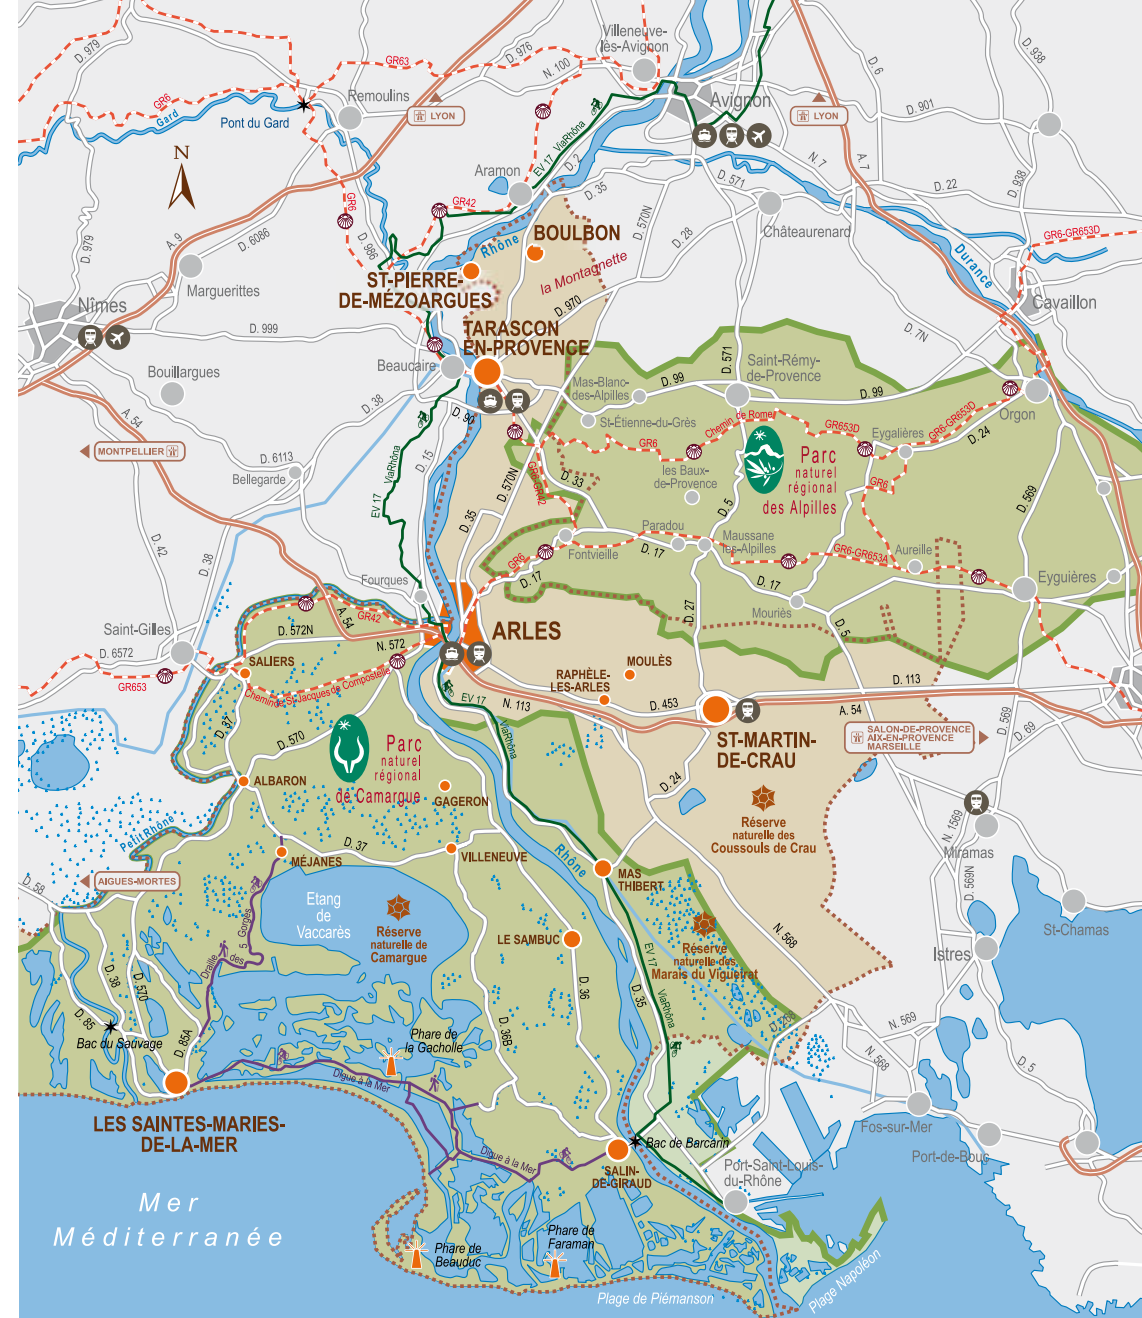 Villeneuve-
lès-Avignon
D. 979
GR63
D. 976
N. 100
D. 6
D. 938
GR6
Remoulins
Gard
Pont du Gard
LYON
Avignon
LYON
D. 901
N
EV 17 ViaRhôna
D. 2
Aramon
D. 35
D. 571
N. 7
A. 7
D. 22
D. 938
GR42
GR6
D. 979
A. 9
D. 6086
D. 986
D. 570N
D. 28
Châteaurenard
GR6-GR653D
Rhône
BOULBON
la Montagnette
Durance
Marguerittes
ST-PIERRE-
DE-MÉZOARGUES
Cavaillon
Nîmes
D. 970
D. 999
TARASCON
EN-PROVENCE
D. 7N
D. 571
Beaucaire
Bouillargues
Saint-Rémy-
de-Provence
Mas-Blanc-
des-Alpilles
D. 99
D. 99
Orgon
D. 38
A. 54
D. 90
St-Étienne-du-Grès
Chemin de Rome
GR653D
Eygalières
GR6-GR653D
D. 24
MONTPELLIER
D. 15
GR6
Parc
naturel
régional
des Alpilles
D. 6113
Bellegarde
EV 17 ViaRhôna
D. 570N
GR6-GR42
D. 33
les Baux-
de-Provence
GR6
D. 569
D. 35
D. 5
D. 42
D. 38
Paradou
Maussane
les-Alpilles
Fontvieille
D. 17
GR6-GR653A
Aureille
GR6
D. 17
D. 17
Eyguières
Fourques
Mouriès
D. 27
D. 5
A. 54
GR42
Saint-Gilles
D. 572N
N. 572
ARLES
D. 6572
SALIERS
MOULÈS
RAPHÈLE-
LES-ARLES
GR653
Chemin de St-Jacques de Compostelle
EV 17
ViaRhôna
N. 113
D. 453
D. 113
A. 54
D. 37
D. 570
Parc
naturel
régional
de Camargue
ST-MARTIN-
DE-CRAU
SALON-DE-PROVENCE
AIX-EN-PROVENCE
MARSEILLE
D. 569
D. 69
ALBARON
GAGERON
D. 24
Réserve
naturelle des
Coussouls de Crau
Petit Rhône
D. 37
MÉJANES
VILLENEUVE
Rhône
N. 1569
Miramas
D. 569N
MAS
THIBERT
D. 58
AIGUES-MORTES
Etang
de
Vaccarès
Réserve
naturelle de
Camargue
St-Chamas
LE SAMBUC
Réserve
naturelle des
Marais du Vigueirat
N. 568
Istres
Draille des 5 Gorges
EV 17
ViaRhôna
D. 38
D. 570
D. 36
D. 35
D. 85
D. 85A
Bac du Sauvage
Phare de
la Gacholle
D. 36B
D. 268
N. 569
N. 568
D. 5
Digue à la Mer
LES SAINTES-MARIES-
DE-LA-MER
Fos-sur-Mer
Bac de Barcarin
Digue à la Mer
Port-de-Bouc
SALIN-
DE-GIRAUD
Port-Saint-Louis-
du-Rhône
Mer
Méditerranée
Phare de
Beauduc
Phare de
Faraman
Plage Napoléon
Plage de Piémanson